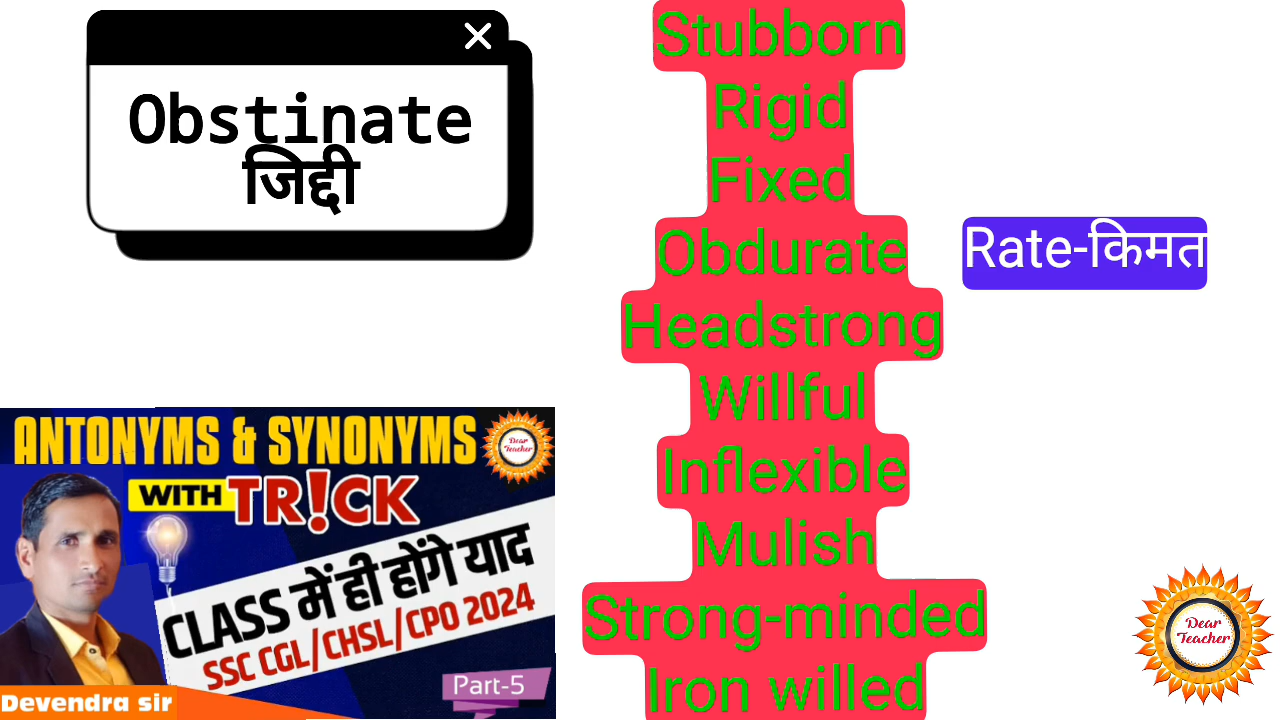 Obstinate
जिद्दी
Stubborn
Rigid
Fixed
Obdurate
Headstrong
Willful
Inflexible
Mulish
Strong-minded
Iron willed
Rate-किमत
ANTONYMS & SYNONYMS
WITH TR!CK
CLASS में ही होंगे याद
SSC CGL/CHSL/CPO 2024
Part-5
Devendra sir
Dear
Teacher
Dear
Teacher